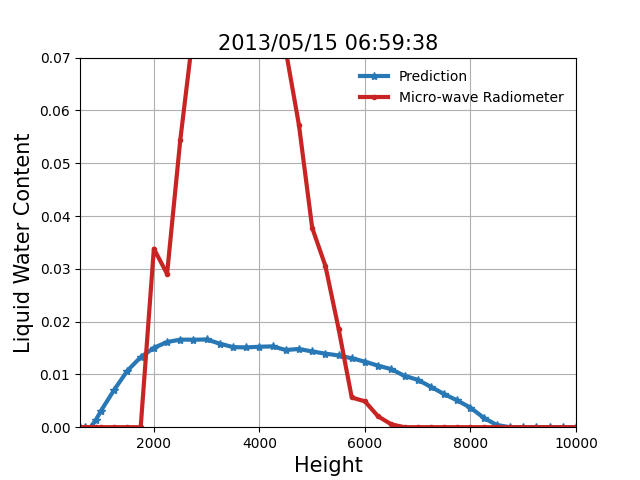 2013/05/15 06:59:38
Prediction
Micro-wave Radiometer
Liquid Water Content
0.07
0.06
0.05
0.04
0.03
0.02
0.01
0.00
2000 4000 6000 8000 10000
Height